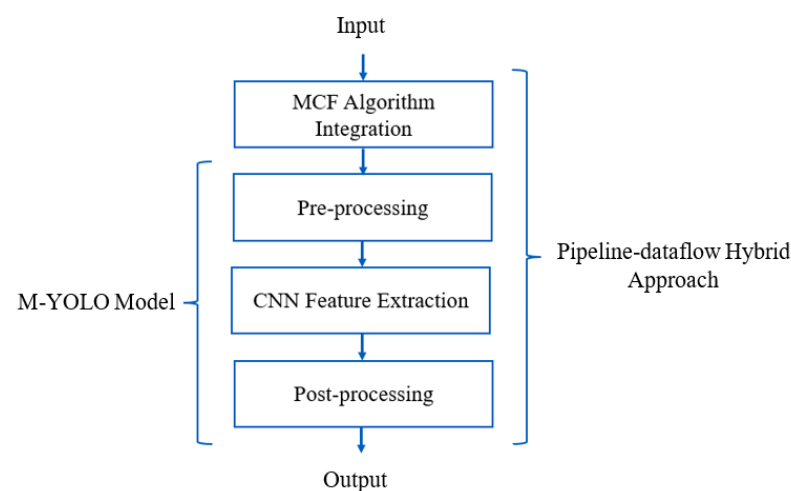 Input
MCF Algorithm
Integration
Pre-processing
Pipeline-dataflow Hybrid
Approach
M-YOLO Model
CNN Feature Extraction
Post-processing
Output